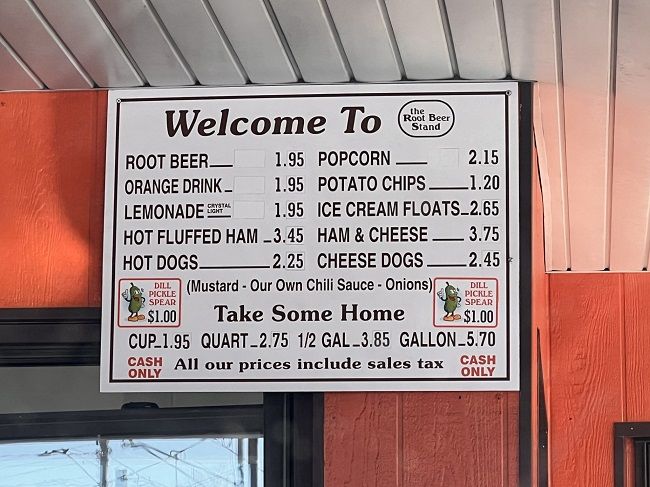 Welcome To the Root Beer Stand
ROOT BEER 1.95 POPCORN 2.15
ORANGE DRINK 1.95 POTATO CHIPS 1.20
LEMONADE CRYSTAL LIGHT 1.95 ICE CREAM FLOATS 2.65
HOT FLUFFED HAM 3.45 HAM & CHEESE 3.75
HOT DOGS 2.25 CHEESE DOGS 2.45
(Mustard - Our Own Chili Sauce - Onions)
DILL PICKLE SPEAR $1.00
Take Some Home
DILL PICKLE SPEAR $1.00
CUP 1.95 QUART 2.75 1/2 GAL 3.85 GALLON 5.70
CASH ONLY All our prices include sales tax CASH ONLY